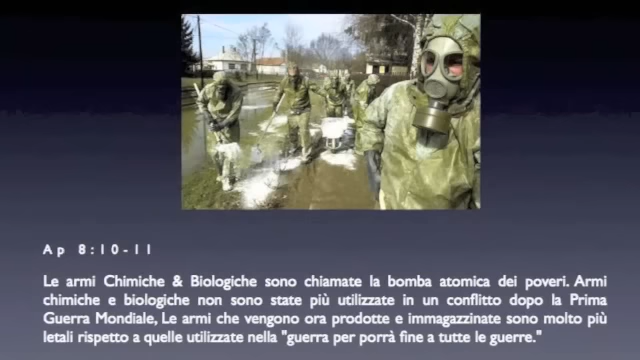 Ap 8:10-11
Le armi Chimiche & Biologiche sono chiamate la bomba atomica dei poveri. Armi
chimiche e biologiche non sono state più utilizzate in un conflitto dopo la Prima
Guerra Mondiale, Le armi che vengono ora prodotte e immagazzinate sono molto più
letali rispetto a quelle utilizzate nella "guerra per porrà fine a tutte le guerre."